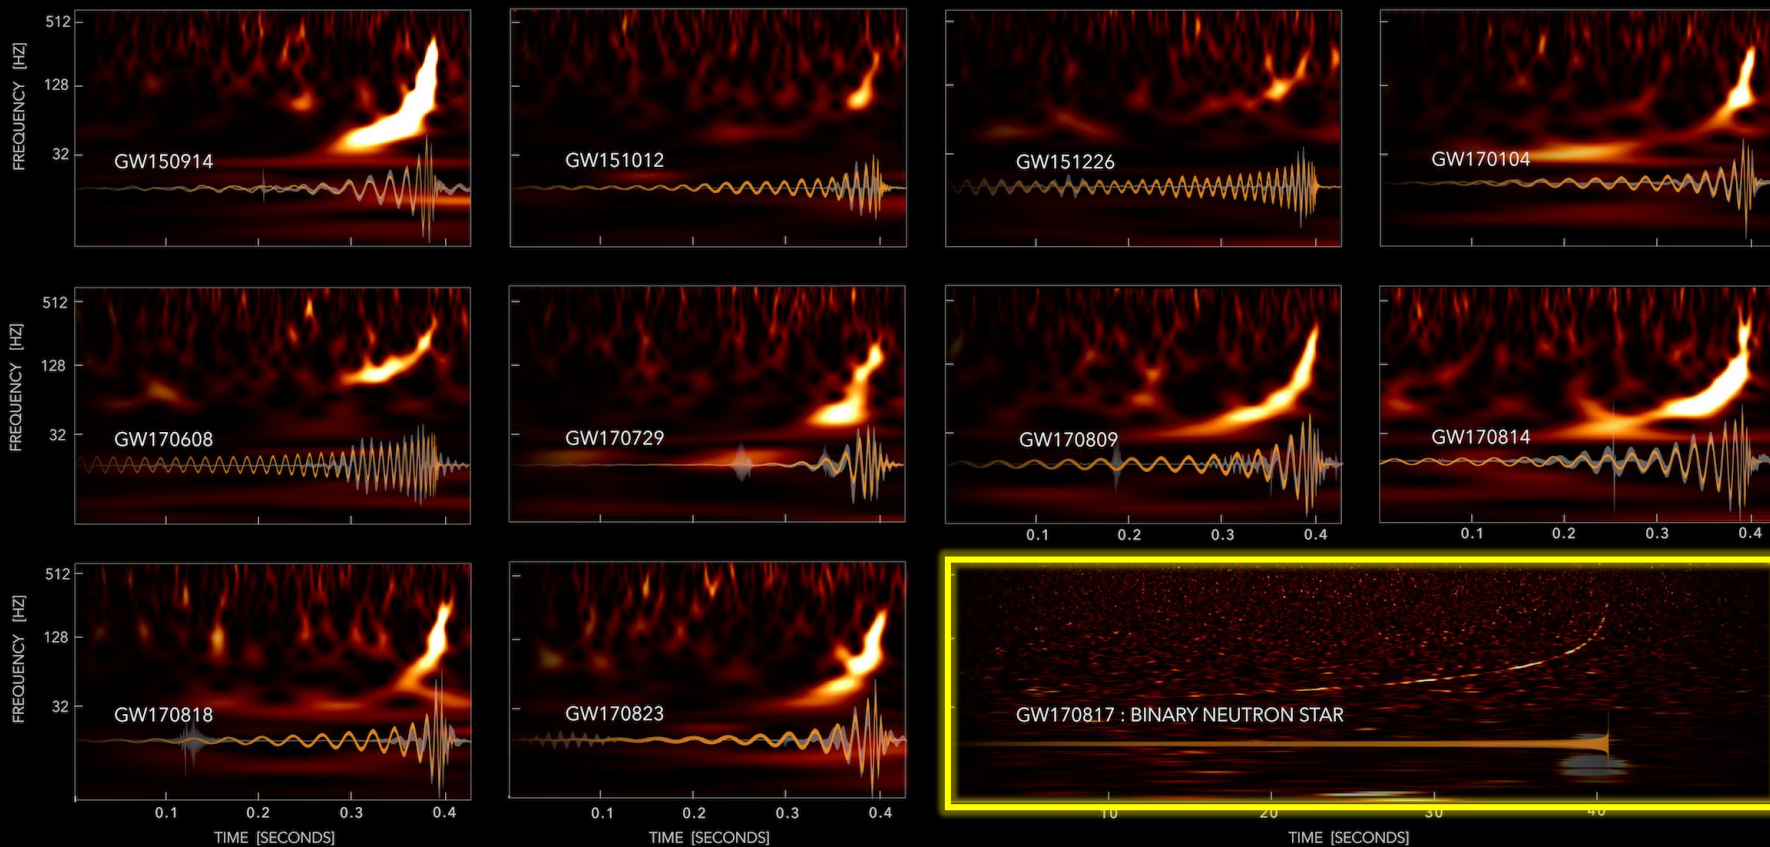 FREQUENCY [HZ]
512
128
32
GW150914
GW151012
GW151226
GW170104
FREQUENCY [HZ]
512
128
32
GW170608
GW170729
GW170809
GW170814
0.1 0.2 0.3 0.4
0.1 0.2 0.3 0.4
FREQUENCY [HZ]
512
128
32
GW170818
GW170823
GW170817 : BINARY NEUTRON STAR
0.1 0.2 0.3 0.4
0.1 0.2 0.3 0.4
10 20 30 40
TIME [SECONDS]
TIME [SECONDS]
TIME [SECONDS]